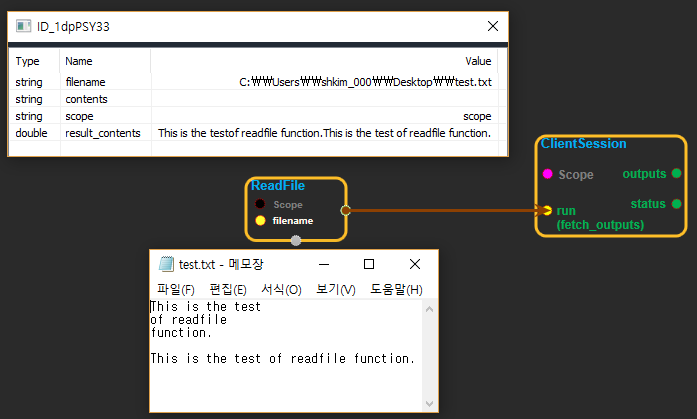 ID_1dpPSY33
Type Name Value
string filename C:₩₩Users₩₩shkim_000₩₩Desktop₩₩test.txt
string contents
string scope scope
double result_contents This is the testof readfile function.This is the test of readfile function.
ClientSession
Scope outputs
status
run
(fetch_outputs)
ReadFile
Scope
filename
test.txt - 메모장
파일(F) 편집(E) 서식(O) 보기(V) 도움말(H)
This is the test
of readfile
function.
This is the test of readfile function.